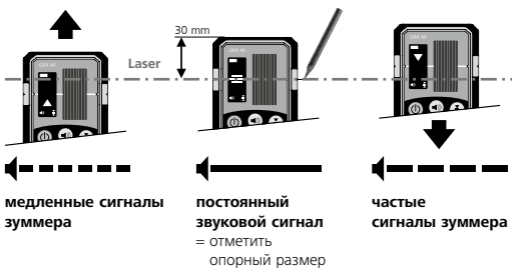 30 mm
Laser
медленные сигналы
зуммера
постоянный
звуковой сигнал
= отметить
опорный размер
частые
сигналы зуммера